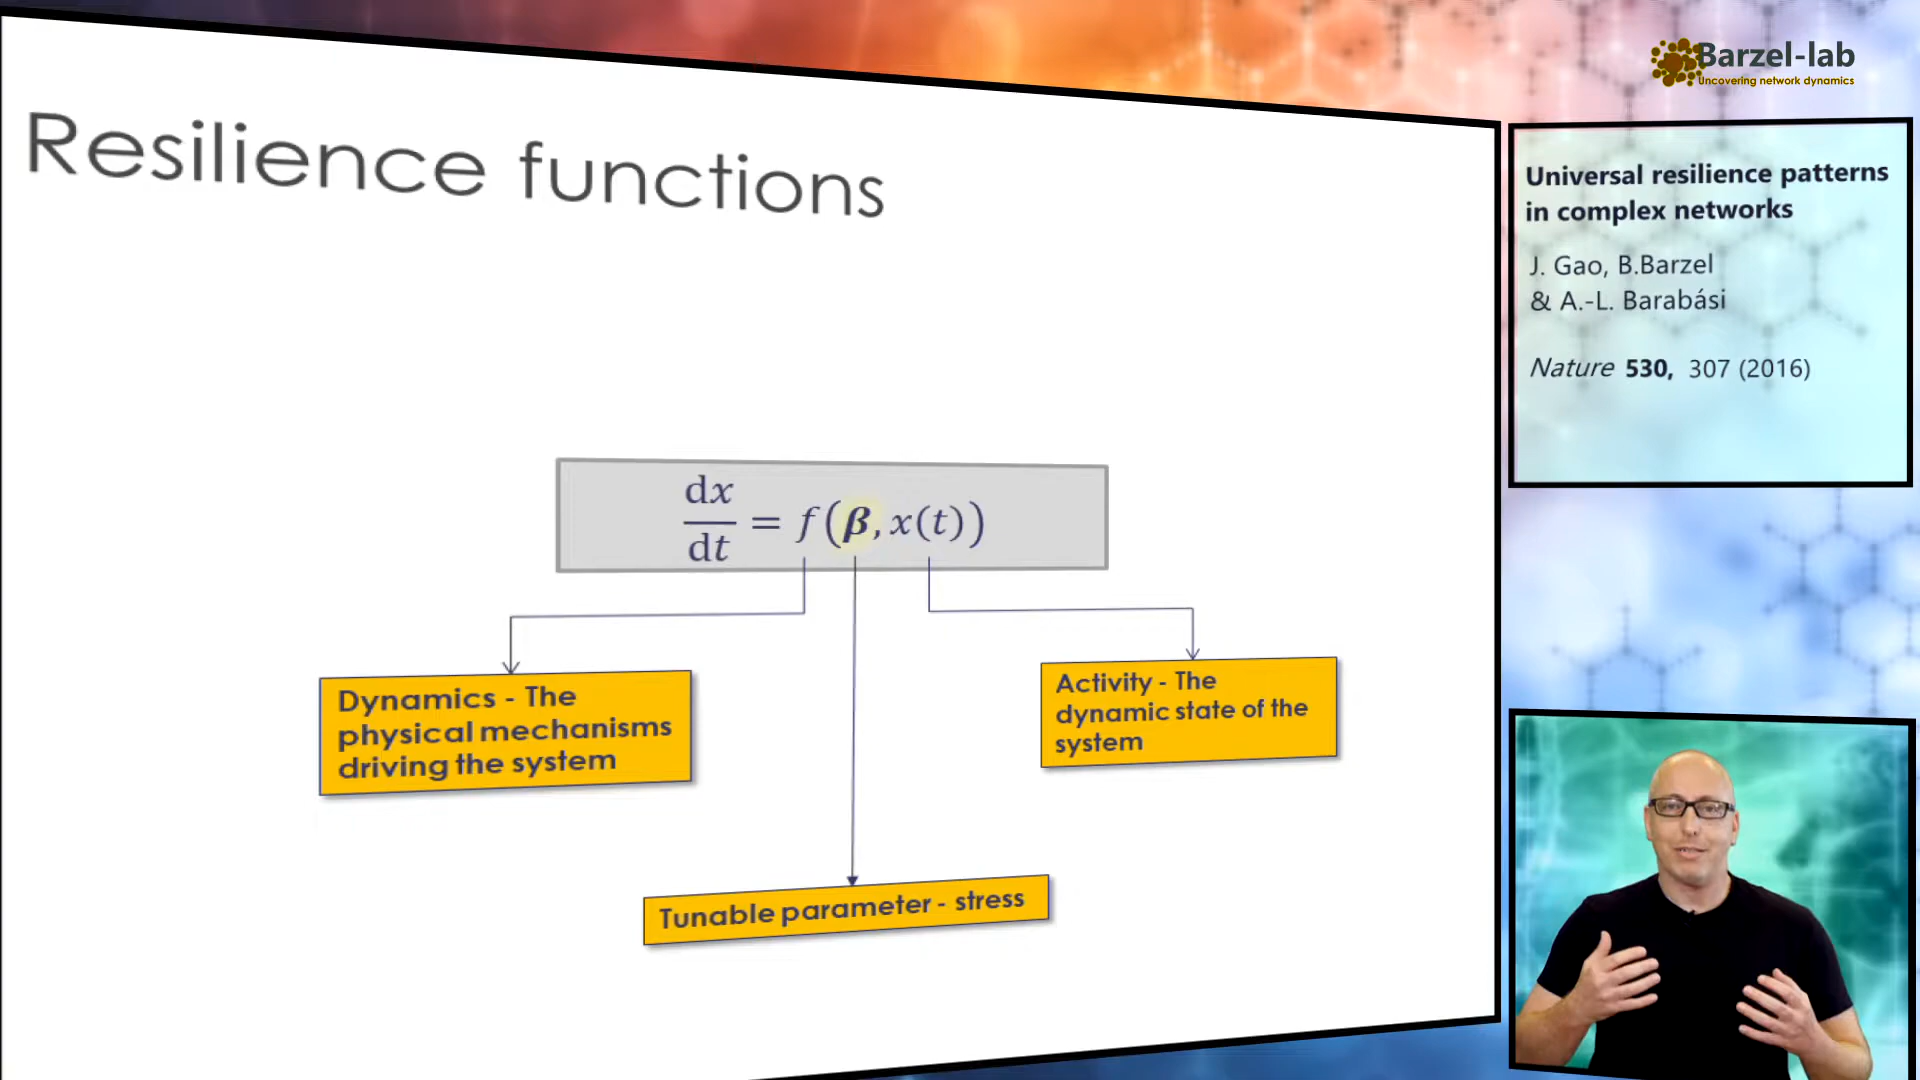 Barzel-lab
Uncovering network dynamics
Resilience functions
Universal resilience patterns
in complex networks
J. Gao, B.Barzel
& A.-L. Barabási
Nature 530, 307 (2016)
dx/dt = f(β, x(t))
Dynamics - The
physical mechanisms
driving the system
Activity - The
dynamic state of the
system
Tunable parameter - stress